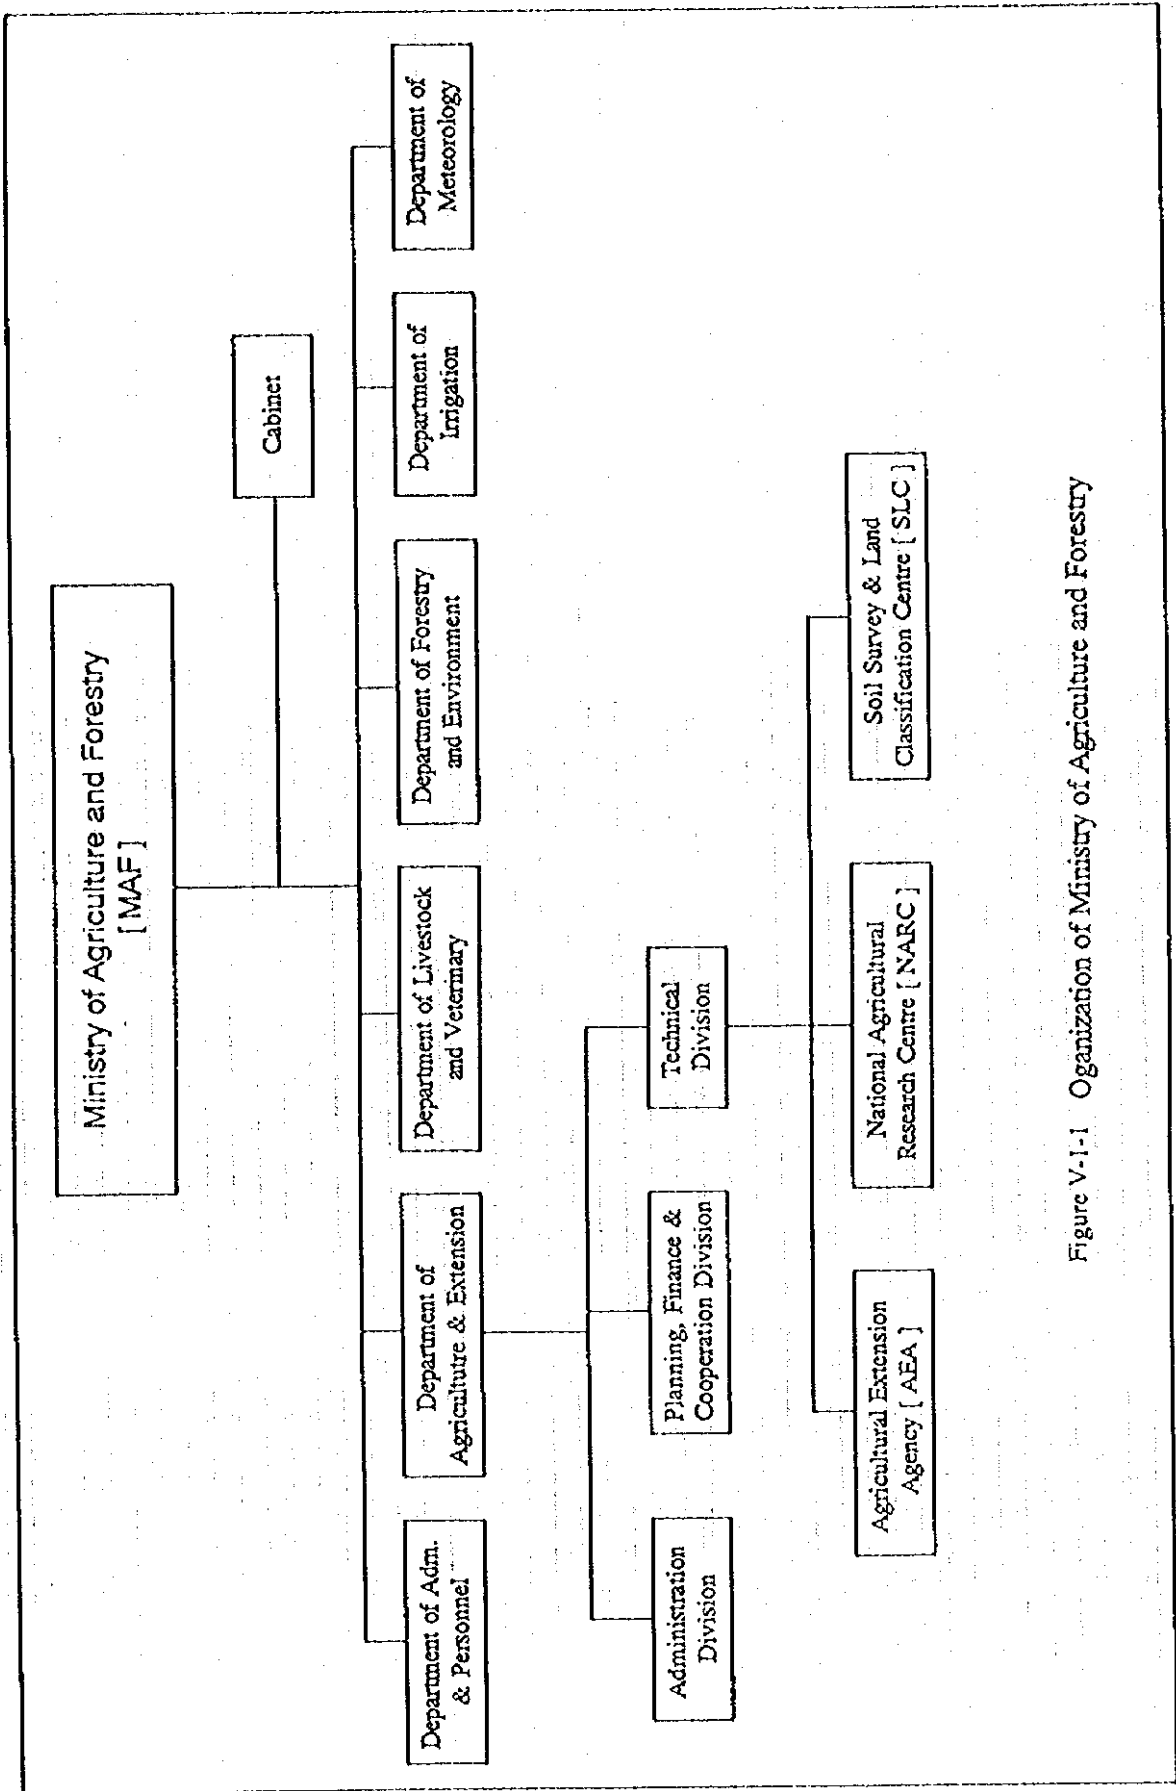 Ministry of Agriculture and Forestry
[ MAF ]
Cabinet
Department of Adm.
& Personnel
Department of
Agricultutre & Extension
Department of Livestock
and Veterinary
Department of Forestry
and Environment
Department of
Irrigation
Department of
Meteorology
Administration
Division
Planning, Finance &
Cooperation Division
Technical
Division
Agricultural Extension
Agency [ AEA ]
National Agricultural
Research Centre [ NARC ]
Soil Survey & Land
Classification Centre [ SLC ]
Figure V-1-1 Oganization of Ministry of Agriculture and Forestry